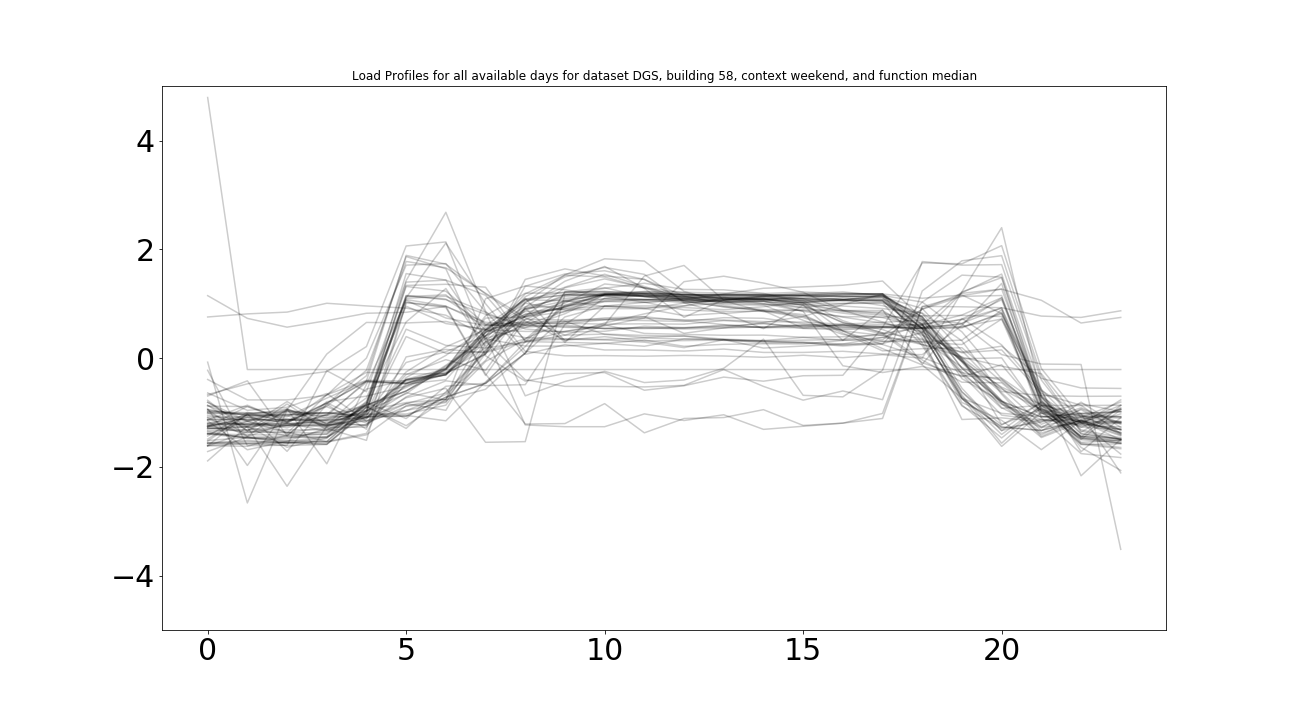 Load Profiles for all available days for dataset DGS, building 58, context weekend, and function median
4
2
0
−2
−4
0 5 10 15 20